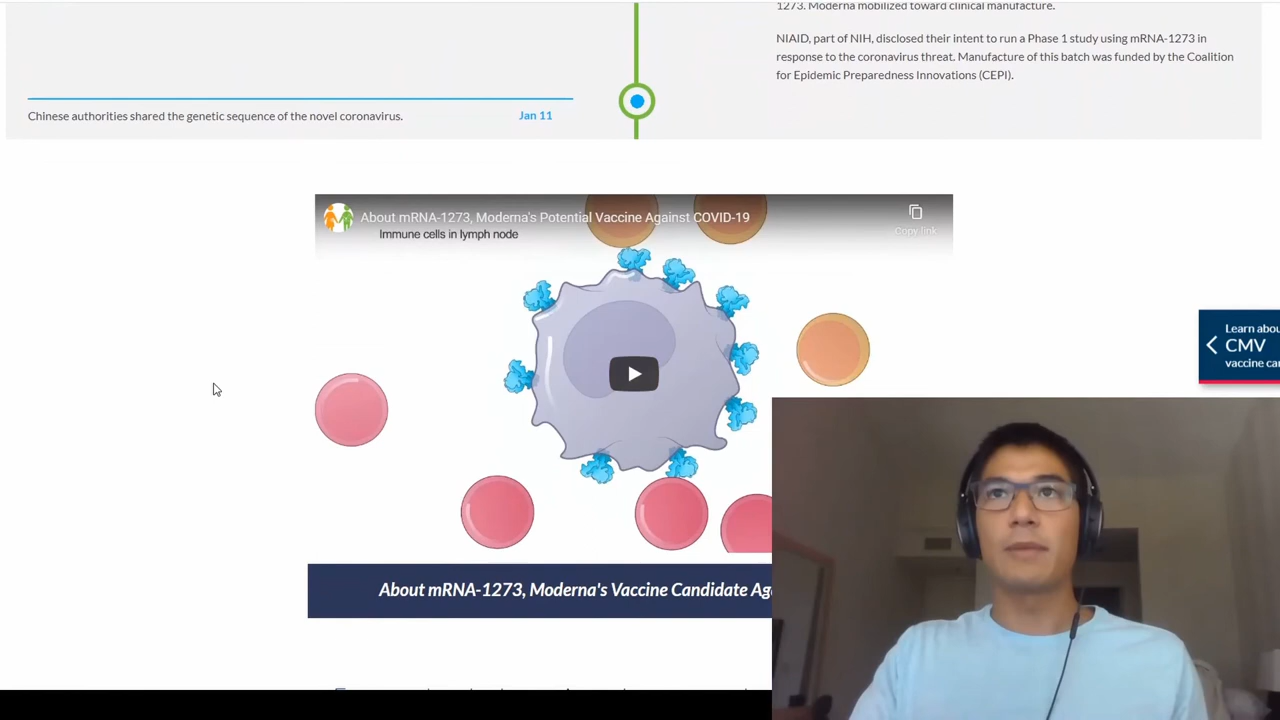 1273. Moderna mobilized toward clinical manufacture.
NIAID, part of NIH, disclosed their intent to run a Phase 1 study using mRNA-1273 in
response to the coronavirus threat. Manufacture of this batch was funded by the Coalition
for Epidemic Preparedness Innovations (CEPI).
Chinese authorities shared the genetic sequence of the novel coronavirus.
Jan 11
About mRNA-1273, Moderna's Potential Vaccine Against COVID-19
Immune cells in lymph node
Copy link
Learn abou
CMV
vaccine ca
About mRNA-1273, Moderna's Vaccine Candidate Ag